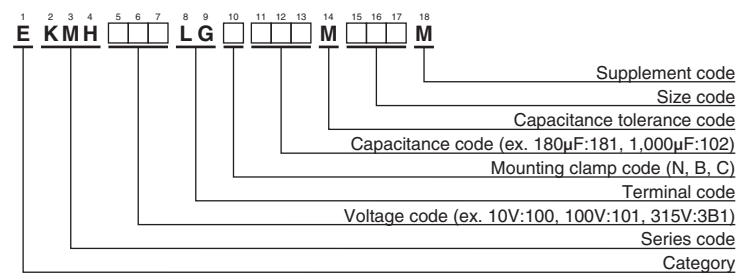 1 2 3 4 5 6 7 8 9 10 11 12 13 14 15 16 17 18
E KMH □□□ LG □ □□□ M □□□ M
Supplement code
Size code
Capacitance tolerance code
Capacitance code (ex. 180μF:181, 1,000μF:102)
Mounting clamp code (N, B, C)
Terminal code
Voltage code (ex. 10V:100, 100V:101, 315V:3B1)
Series code
Category